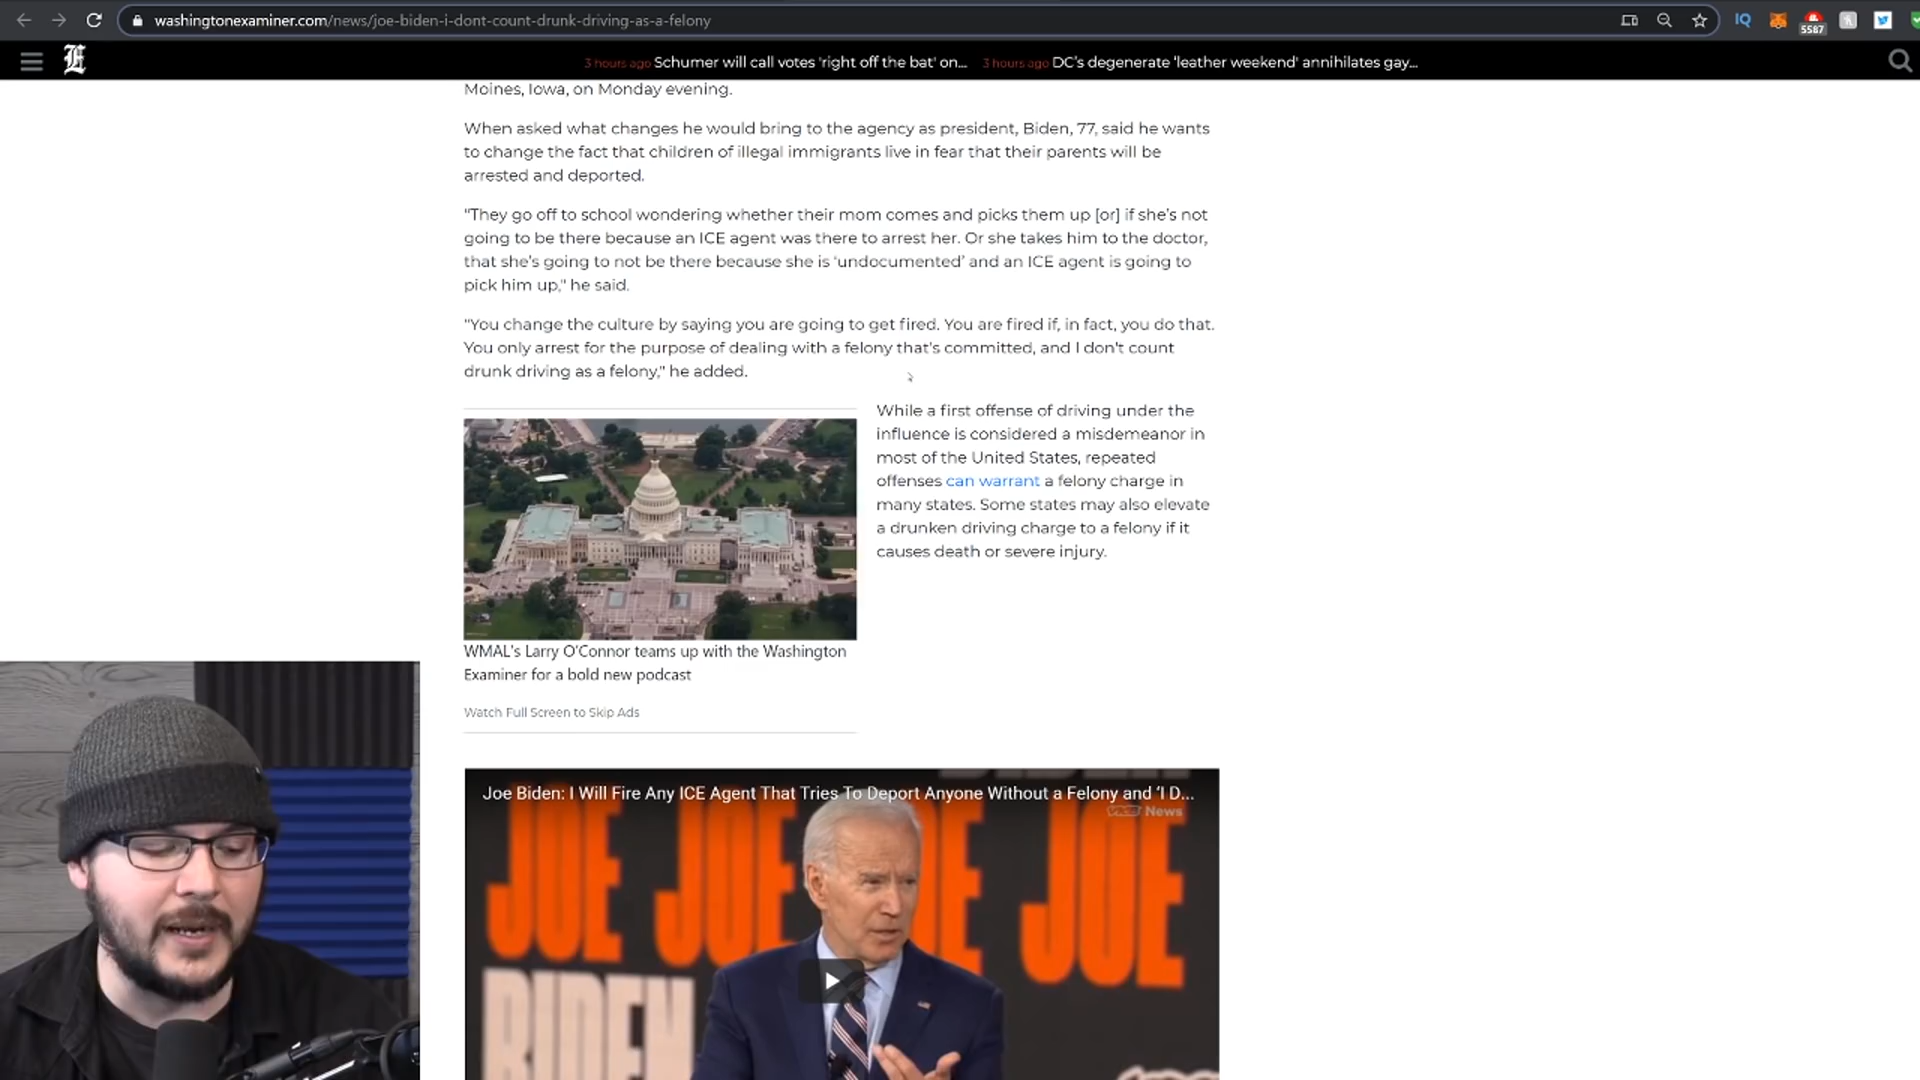 washingtonexaminer.com/news/joe-biden-i-dont-count-drunk-driving-as-a-felony
IQ
5587
E
3 hours ago Schumer will call votes 'right off the bat' on...
3 hours ago DC's degenerate 'leather weekend' annihilates gay...
Moines, Iowa, on Monday evening.
When asked what changes he would bring to the agency as president, Biden, 77, said he wants
to change the fact that children of illegal immigrants live in fear that their parents will be
arrested and deported.
"They go off to school wondering whether their mom comes and picks them up [or] if she's not
going to be there because an ICE agent was there to arrest her. Or she takes him to the doctor,
that she's going to not be there because she is 'undocumented' and an ICE agent is going to
pick him up," he said.
"You change the culture by saying you are going to get fired. You are fired if, in fact, you do that.
You only arrest for the purpose of dealing with a felony that's committed, and I don't count
drunk driving as a felony," he added.
While a first offense of driving under the
influence is considered a misdemeanor in
most of the United States, repeated
offenses can warrant a felony charge in
many states. Some states may also elevate
a drunken driving charge to a felony if it
causes death or severe injury.
WMAL's Larry O'Connor teams up with the Washington
Examiner for a bold new podcast
Watch Full Screen to Skip Ads
BIDEN
Joe Biden: I Will Fire Any ICE Agent That Tries To Deport Anyone Without a Felony and 'I D...
VICE News
JOE JOE JOE JOE
BIDEN